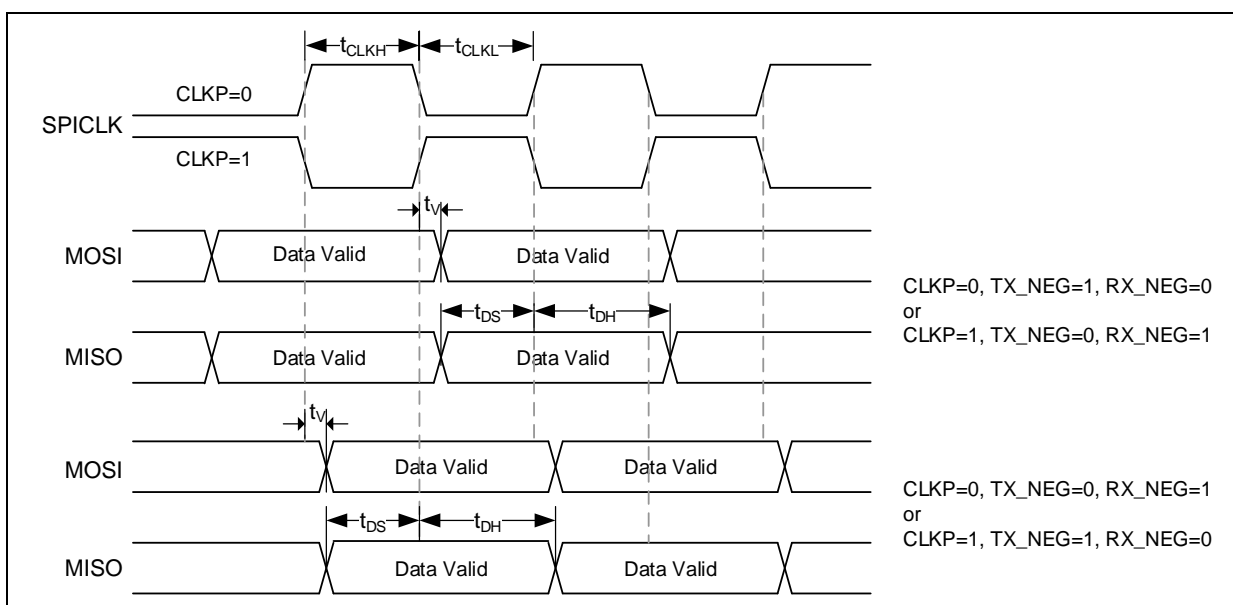 tCLKH
tCLKL
CLKP=0
SPICLK
CLKP=1
tV
MOSI
Data Valid
Data Valid
CLKP=0, TX_NEG=1, RX_NEG=0
or
CLKP=1, TX_NEG=0, RX_NEG=1
tDS
tDH
MISO
Data Valid
Data Valid
tV
MOSI
Data Valid
Data Valid
CLKP=0, TX_NEG=0, RX_NEG=1
or
CLKP=1, TX_NEG=1, RX_NEG=0
tDS
tDH
MISO
Data Valid
Data Valid